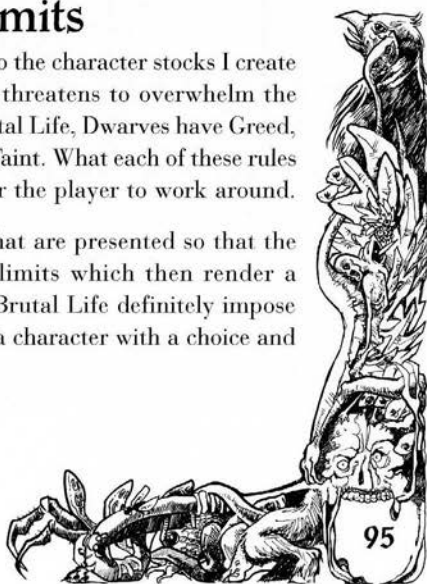 mits
o the character stocks I create
threatens to overwhelm the
tal Life, Dwarves have Greed,
aint. What each of these rules
r the player to work around.
hat are presented so that the
limits which then render a
Brutal Life definitely impose
a character with a choice and
95